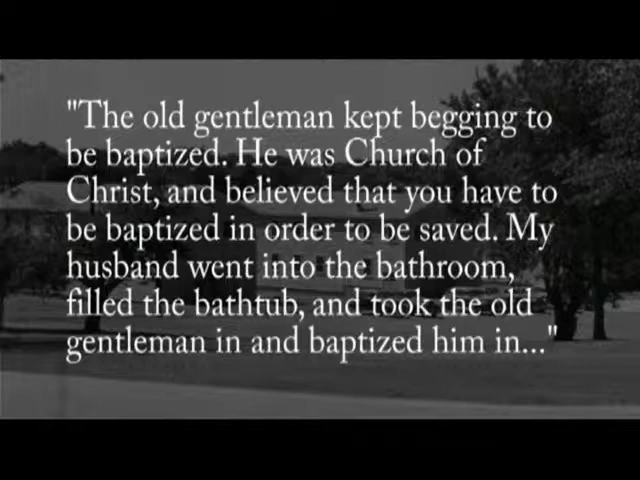 "The old gentleman kept begging to
be baptized. He was Church of
Christ, and believed that you have to
be baptized in order to be saved. My
husband went into the bathroom,
filled the bathtub, and took the old
gentleman in and baptized him in..."